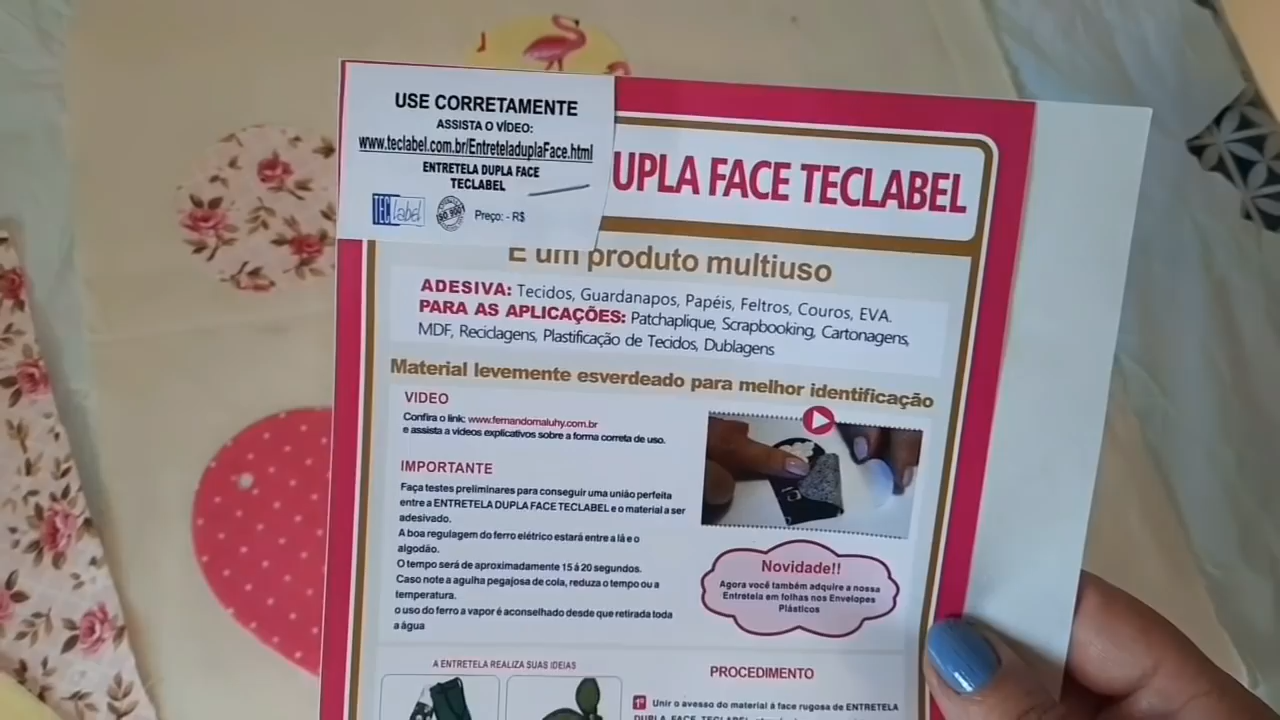 USE CORRETAMENTE
ASSISTA O VÍDEO:
www.teclabel.com.br/EntreteladuplaFace.html
ENTRETELA DUPLA FACE
TECLABEL
TEClabel
Preço: - R$
UPLA FACE TECLABEL
É um produto multiuso
ADESIVA: Tecidos, Guardanapos, Papéis, Feltros, Couros, EVA.
PARA AS APLICAÇÕES: Patchaplique, Scrapbooking, Cartonagens,
MDF, Reciclagens, Plastificação de Tecidos, Dublagens
Material levemente esverdeado para melhor identificação
VIDEO
Confira o link: www.fernandomaluhy.com.br
e assista a vídeos explicativos sobre a forma correta de uso.
IMPORTANTE
Faça testes preliminares para conseguir uma união perfeita
entre a ENTRETELA DUPLA FACE TECLABEL e o material a ser
adesivado.
A boa regulagem do ferro elétrico estará entre a lã e o
algodão.
O tempo será de aproximadamente 15 á 20 segundos.
Caso note a agulha pegajosa de cola, reduza o tempo ou a
temperatura.
o uso do ferro a vapor é aconselhado desde que retirada toda
a água
Novidade!!
Agora você também adquire a nossa
Entretela em folhas nos Envelopes
Plásticos
A ENTRETELA REALIZA SUAS IDEIAS
PROCEDIMENTO
1º Unir o avesso do material à face rugosa de ENTRETELA
DUPLA FACE TECLABEL